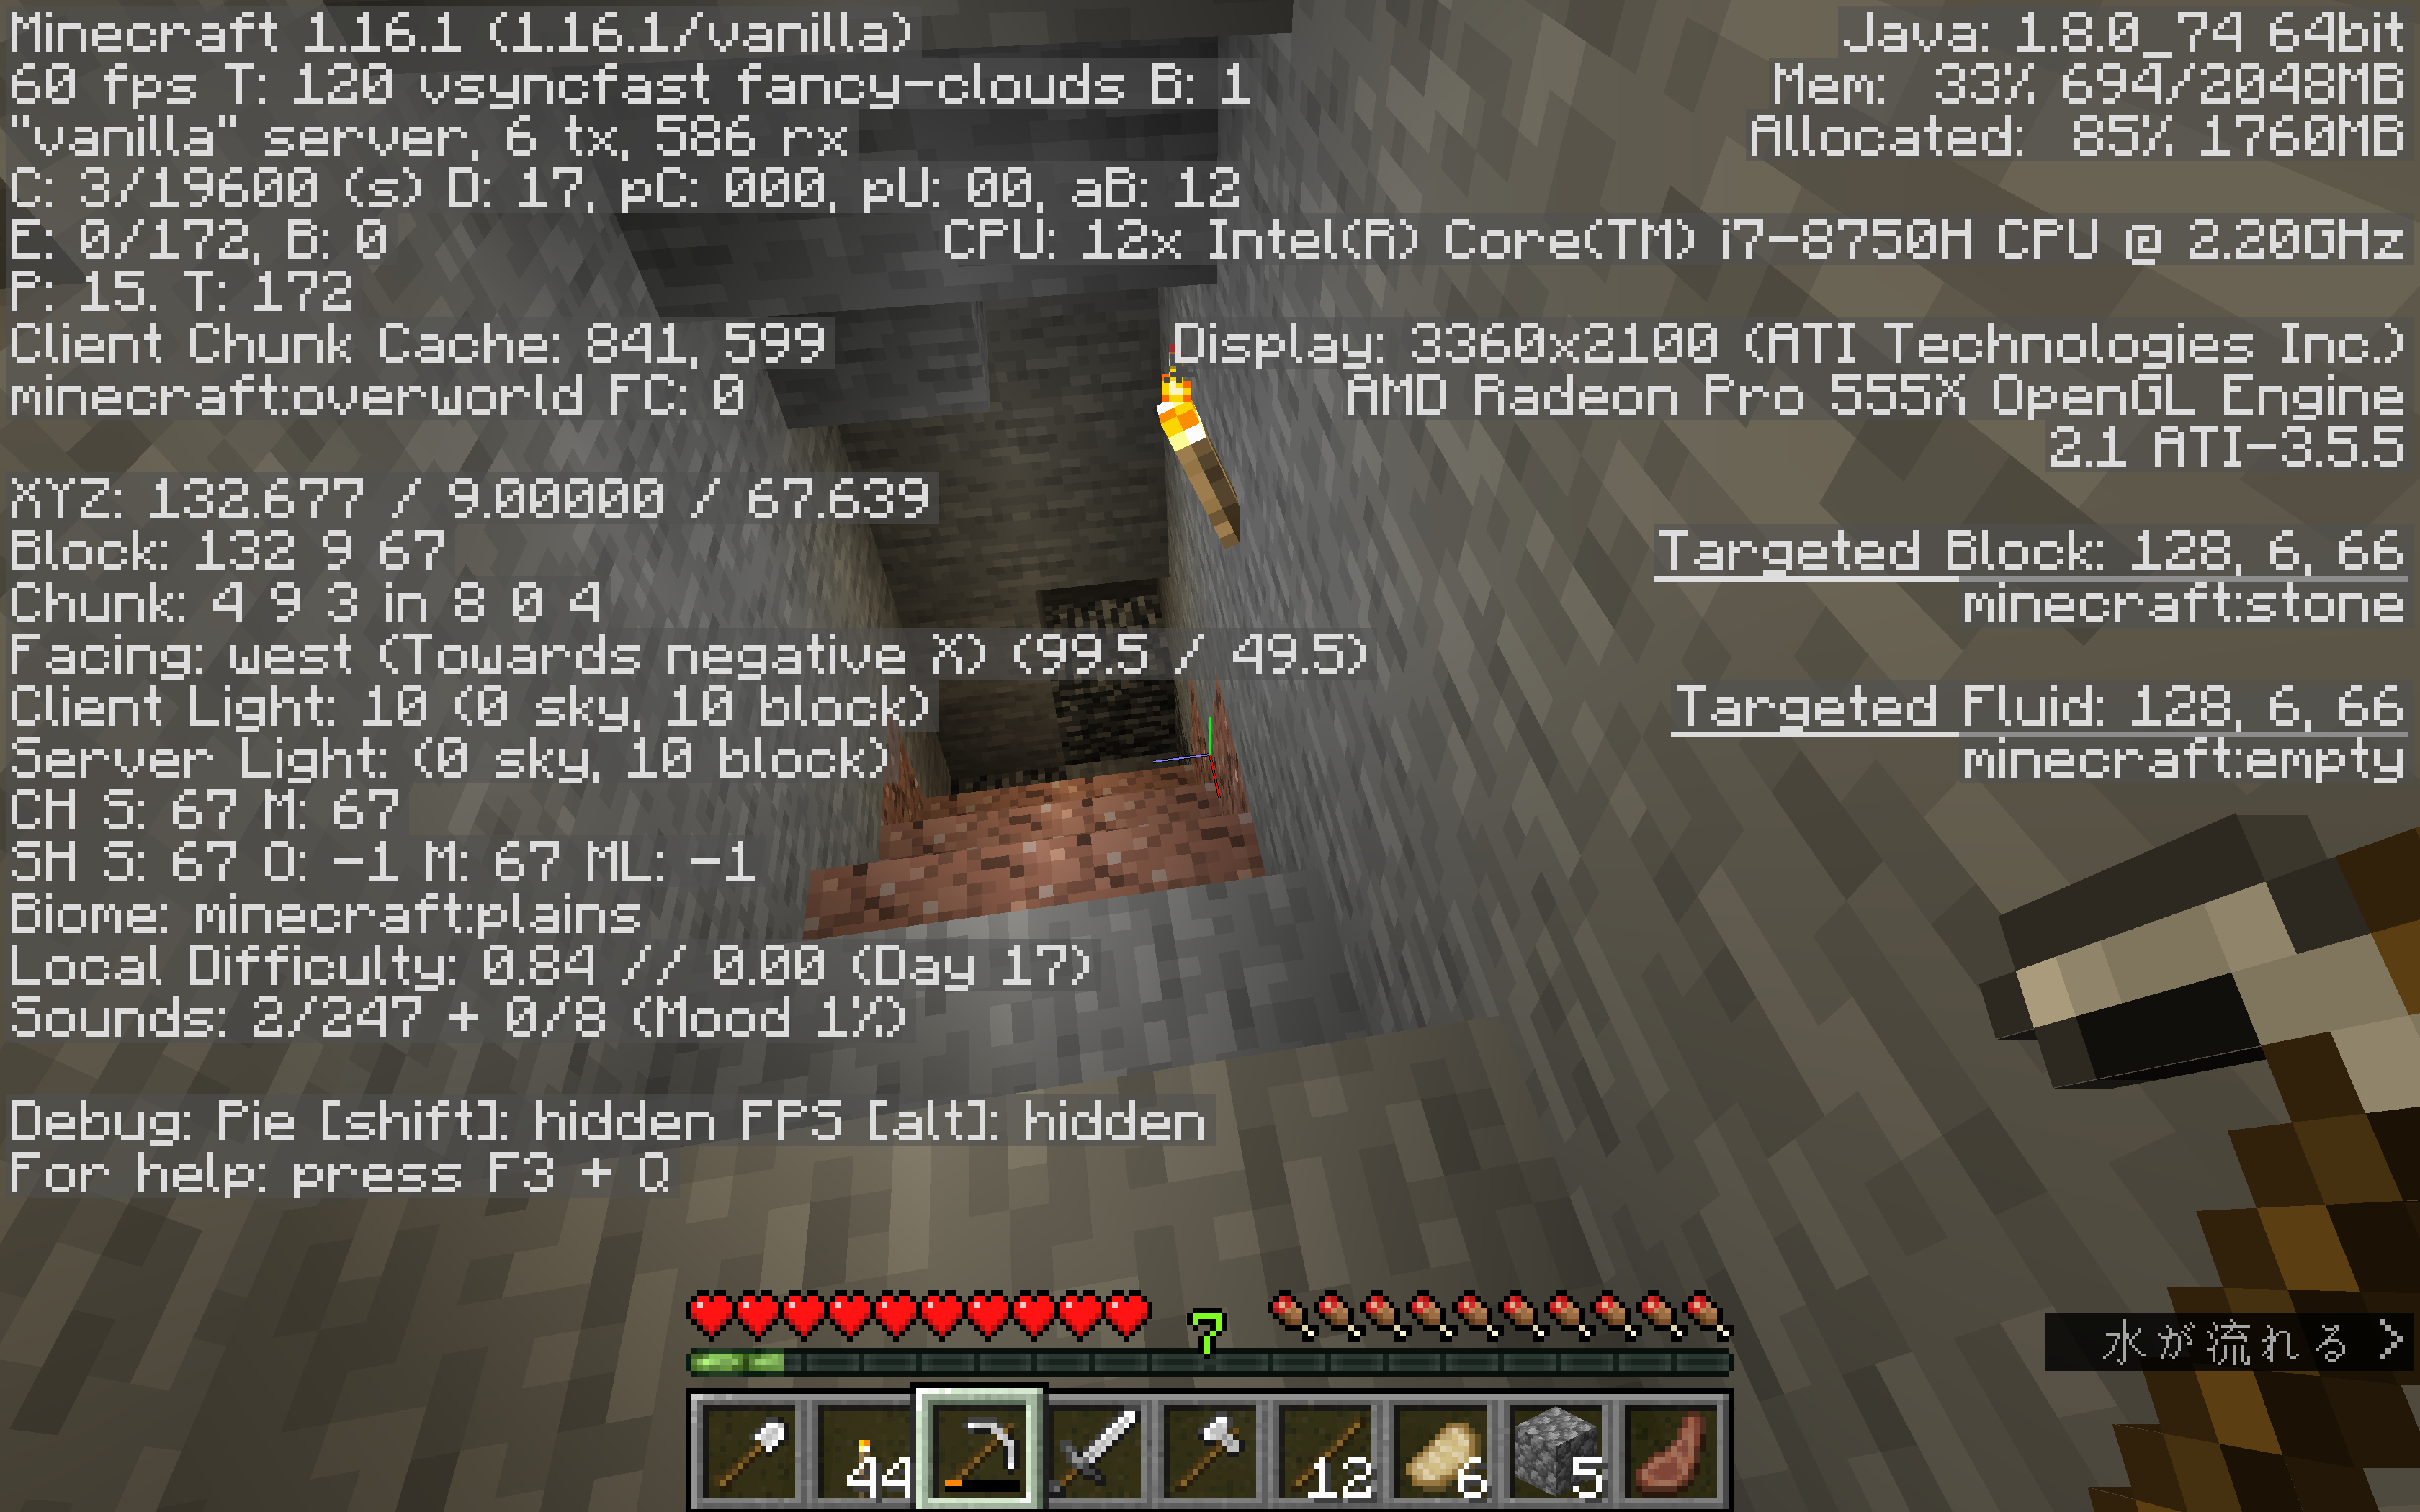 Minecraft 1.16.1 (1.16.1/vanilla)
60 fps T: 120 vsyncfast fancy-clouds B: 1
"vanilla" server, 6 tx, 586 rx
C: 3/19600 (s) D: 17, pC: 000, pU: 00, aB: 12
E: 0/172, B: 0
P: 15. T: 172
Client Chunk Cache: 841, 599
minecraft:overworld FC: 0
XYZ: 132.677 / 9.00000 / 67.639
Block: 132 9 67
Chunk: 4 9 3 in 8 0 4
Facing: west (Towards negative X) (99.5 / 49.5)
Client Light: 10 (0 sky, 10 block)
Server Light: (0 sky, 10 block)
CH S: 67 M: 67
SH S: 67 O: -1 M: 67 ML: -1
Biome: minecraft:plains
Local Difficulty: 0.84 // 0.00 (Day 17)
Sounds: 2/247 + 0/8 (Mood 1%)
Debug: Pie [shift]: hidden FPS [alt]: hidden
For help: press F3 + Q
Java: 1.8.0_74 64bit
Mem: 33% 694/2048MB
Allocated: 85% 1760MB
CPU: 12x Intel(R) Core(TM) i7-8750H CPU @ 2.20GHz
Display: 3360x2100 (ATI Technologies Inc.)
AMD Radeon Pro 555X OpenGL Engine
2.1 ATI-3.5.5
Targeted Block: 128, 6, 66
minecraft:stone
Targeted Fluid: 128, 6, 66
minecraft:empty
水が流れる >
7
44
12
6
5